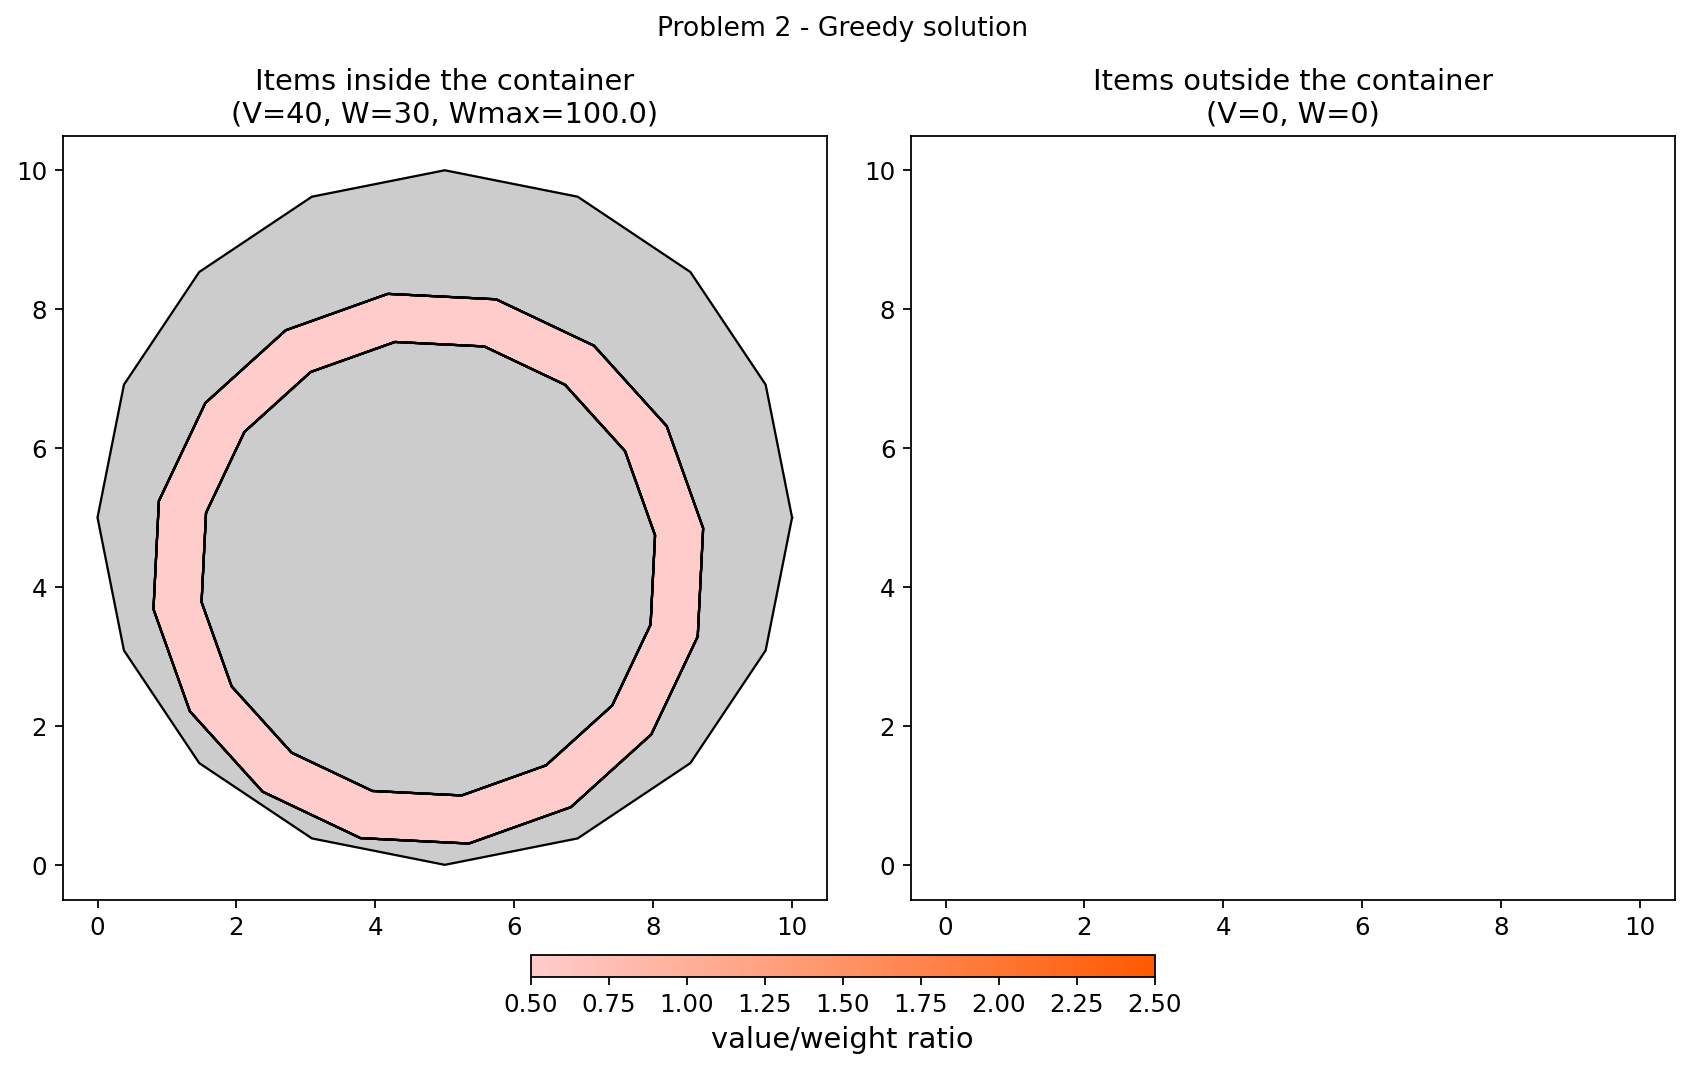 Problem 2 - Greedy solution
Items inside the container
(V=40, W=30, Wmax=100.0)
10
8
6
4
2
0
0 2 4 6 8 10
Items outside the container
(V=0, W=0)
10
8
6
4
2
0
0 2 4 6 8 10
0.50 0.75 1.00 1.25 1.50 1.75 2.00 2.25 2.50
value/weight ratio